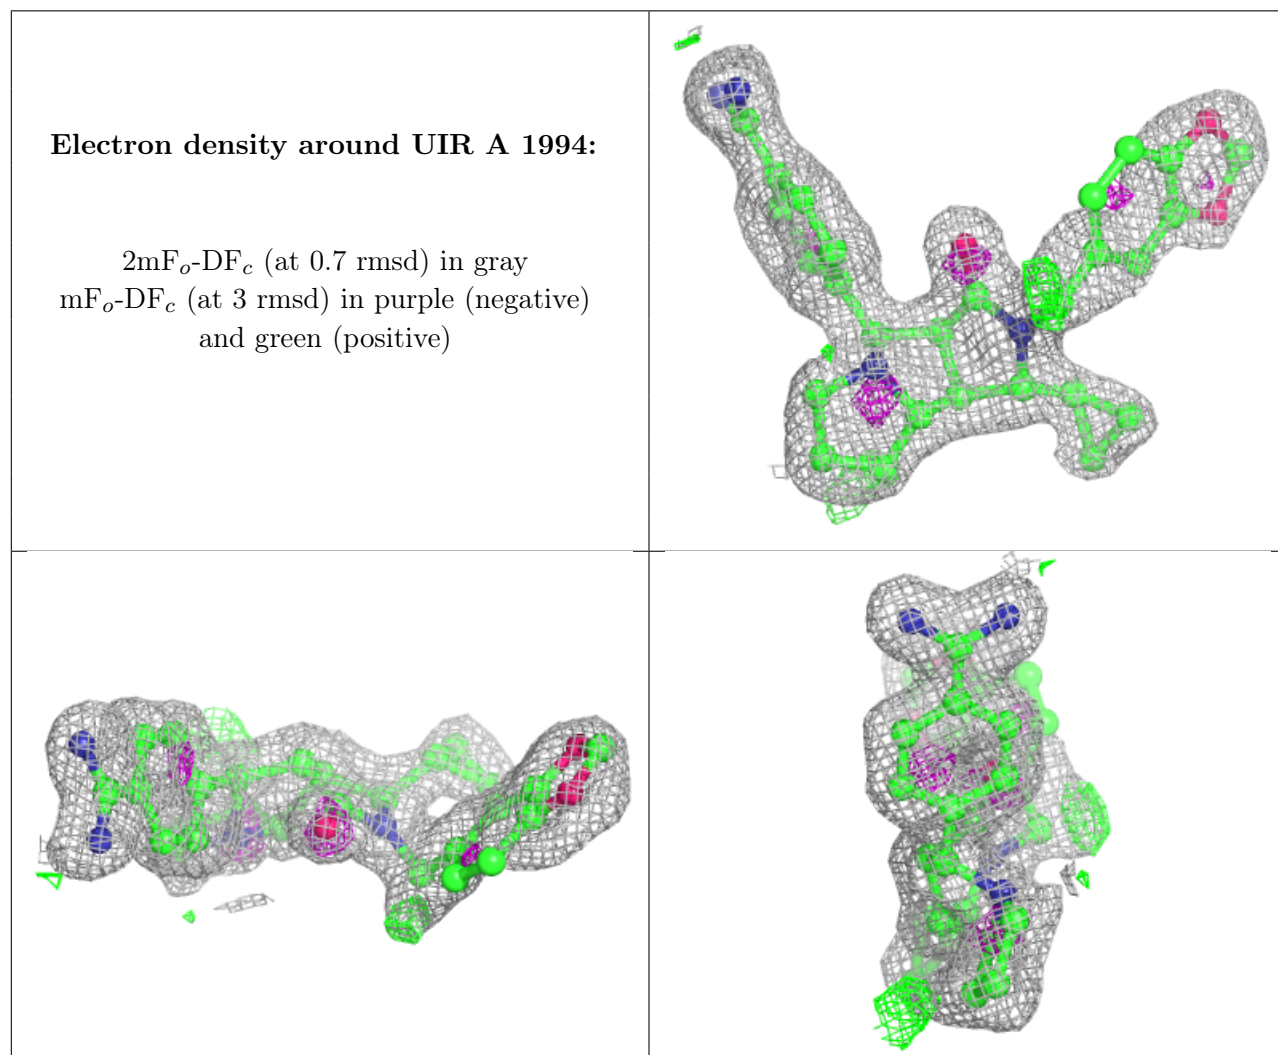 Electron density around UIR A 1994:
2mFo-DFc (at 0.7 rmsd) in gray
mFo-DFc (at 3 rmsd) in purple (negative)
and green (positive)